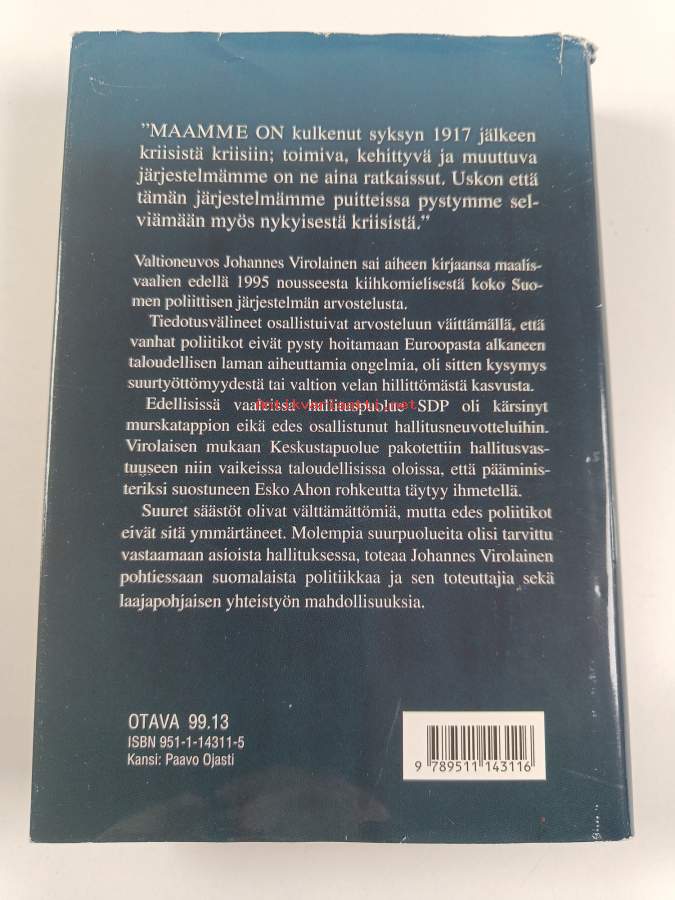 ”MAAMME ON kulkenut syksyn 1917 jälkeen
kriisistä kriisiin; toimiva, kehittyvä ja muuttuva
järjestelmämme on ne aina ratkaissut. Uskon että
tämän järjestelmämme puitteissa pystymme sel-
viämään myös nykyisestä kriisistä.”
Valtioneuvos Johannes Virolainen sai aiheen kirjaansa maalis-
vaalien edellä 1995 nousseesta kiihkomielisestä koko Suo-
men poliittisen järjestelmän arvostelusta.
Tiedotusvälineet osallistuivat arvosteluun väittämällä, että
vanhat poliitikot eivät pysty hoitamaan Euroopasta alkaneen
taloudellisen laman aiheuttamia ongelmia, oli sitten kysymys
suurtyöttömyydestä tai valtion velan hillittömästä kasvusta.
Edellisissä vaaleissa hallituspuolue SDP oli kärsinyt
murskatappion eikä edes osallistunut hallitusneuvotteluihin.
Virolaisen mukaan Keskustapuolue pakotettiin hallitusvas-
tuuseen niin vaikeissa taloudellisissa oloissa, että pääminis-
teriksi suostuneen Esko Ahon rohkeutta täytyy ihmetellä.
Suuret säästöt olivat välttämättömiä, mutta edes poliitikot
eivät sitä ymmärtäneet. Molempia suurpuolueita olisi tarvittu
vastaamaan asioista hallituksessa, toteaa Johannes Virolainen
pohtiessaan suomalaista politiikkaa ja sen toteuttajia sekä
laajapohjaisen yhteistyön mahdollisuuksia.
OTAVA 99.13
ISBN 951-1-14311-5
Kansi: Paavo Ojasti
9 789511 143116